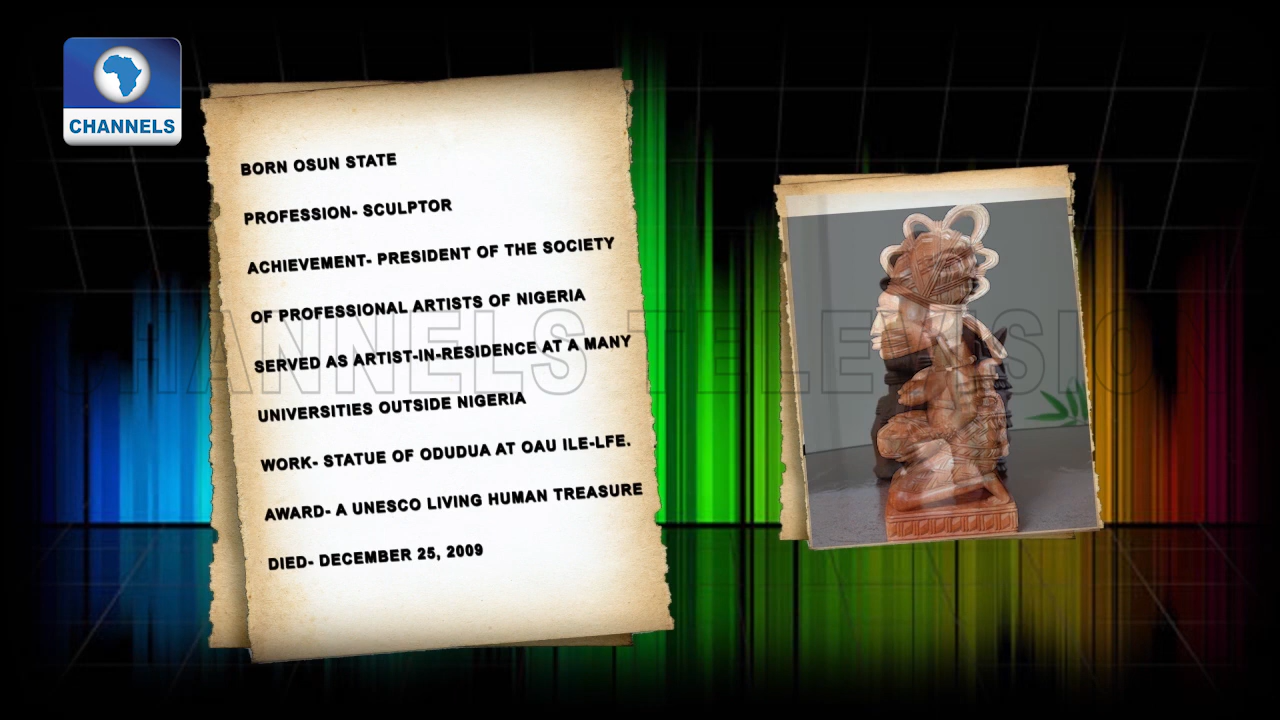 CHANNELS
BORN OSUN STATE
PROFESSION- SCULPTOR
ACHIEVEMENT- PRESIDENT OF THE SOCIETY
OF PROFESSIONAL ARTISTS OF NIGERIA
SERVED AS ARTIST-IN-RESIDENCE AT A MANY
UNIVERSITIES OUTSIDE NIGERIA
WORK- STATUE OF ODUDUA AT OAU ILE-LFE.
AWARD- A UNESCO LIVING HUMAN TREASURE
DIED- DECEMBER 25, 2009
CHANNELS TELEVISION